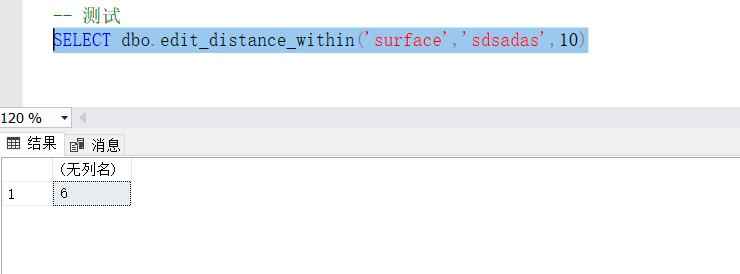 -- 测试
SELECT dbo.edit_distance_within('surface','sdsadas',10)
120 %
结果 消息
(无列名)
1 6